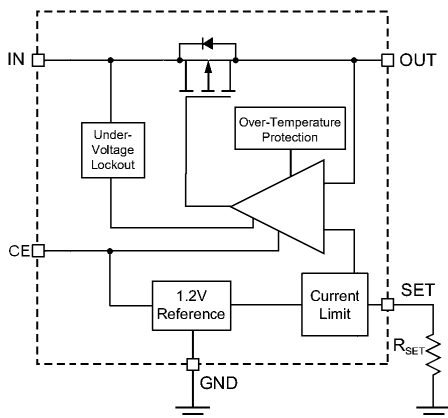 IN
OUT
Under-
Voltage
Lockout
Over-Temperature
Protection
CE
1.2V
Reference
Current
Limit
SET
RSET
GND